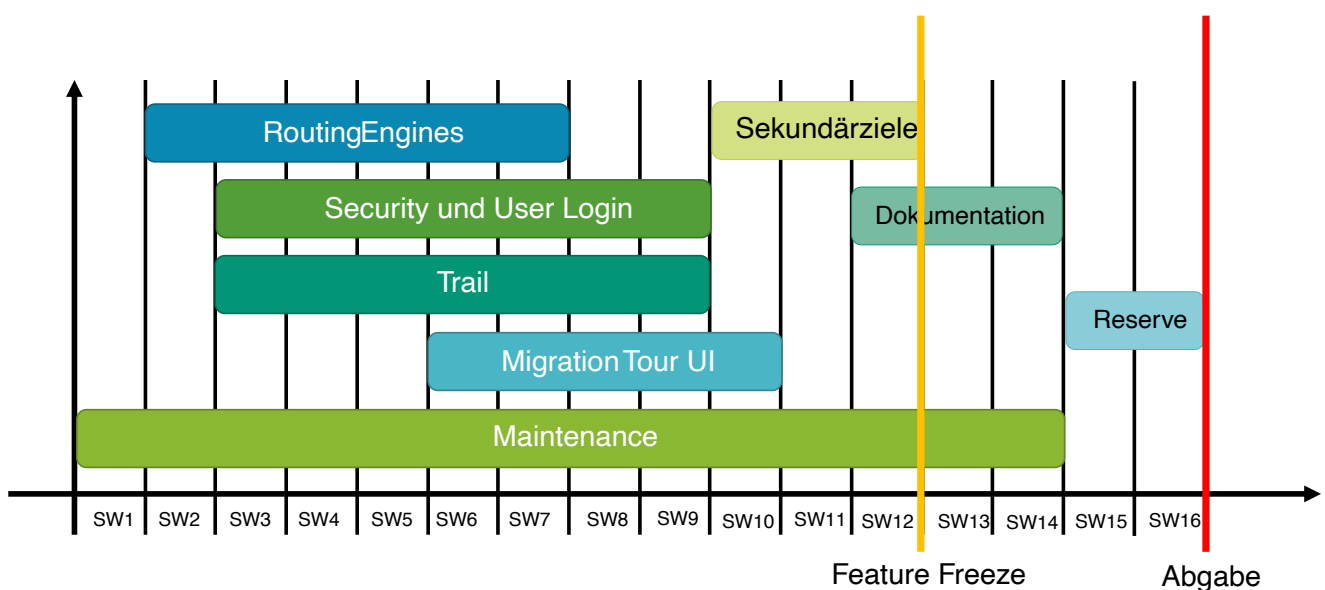 RoutingEngines
Sekundärziele
Security und User Login
Dokumentation
Trail
Reserve
Migration Tour UI
Maintenance
SW1 SW2 SW3 SW4 SW5 SW6 SW7 SW8 SW9 SW10 SW11 SW12 SW13 SW14 SW15 SW16
Feature Freeze
Abgabe